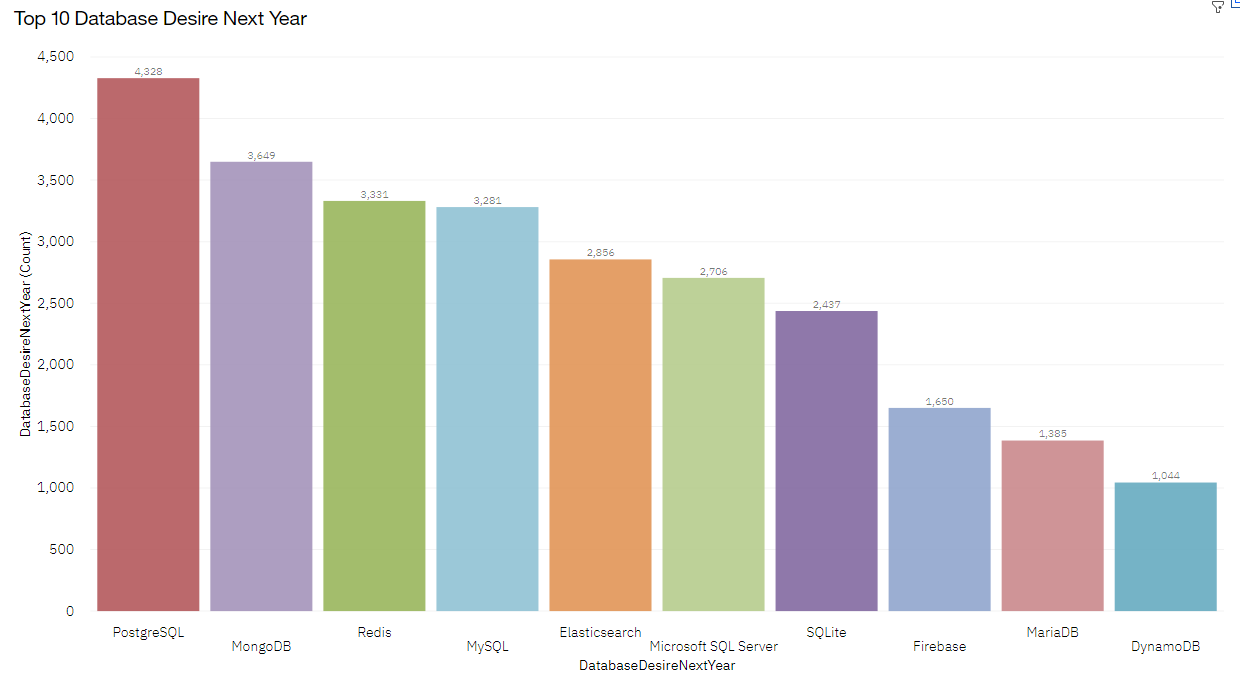 Top 10 Database Desire Next Year
DatabaseDesireNextYear (Count)
4,500
4,000
3,500
3,000
2,500
2,000
1,500
1,000
500
0
4,328
3,649
3,331
3,281
2,856
2,706
2,437
1,650
1,385
1,044
PostgreSQL
MongoDB
Redis
MySQL
Elasticsearch
Microsoft SQL Server
SQLite
Firebase
MariaDB
DynamoDB
DatabaseDesireNextYear